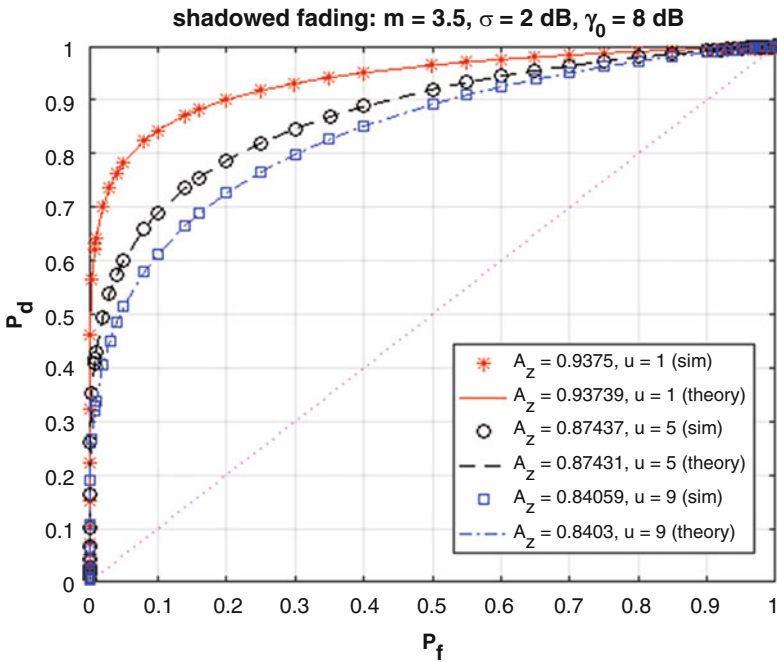 shadowed fading: m = 3.5, σ = 2 dB, γ0 = 8 dB
1
0.9
0.8
0.7
0.6
0.5
0.4
0.3
0.2
0.1
0
Pd
Az = 0.9375, u = 1 (sim)
Az = 0.93739, u = 1 (theory)
Az = 0.87437, u = 5 (sim)
Az = 0.87431, u = 5 (theory)
Az = 0.84059, u = 9 (sim)
Az = 0.8403, u = 9 (theory)
0 0.1 0.2 0.3 0.4 0.5 0.6 0.7 0.8 0.9 1
Pf